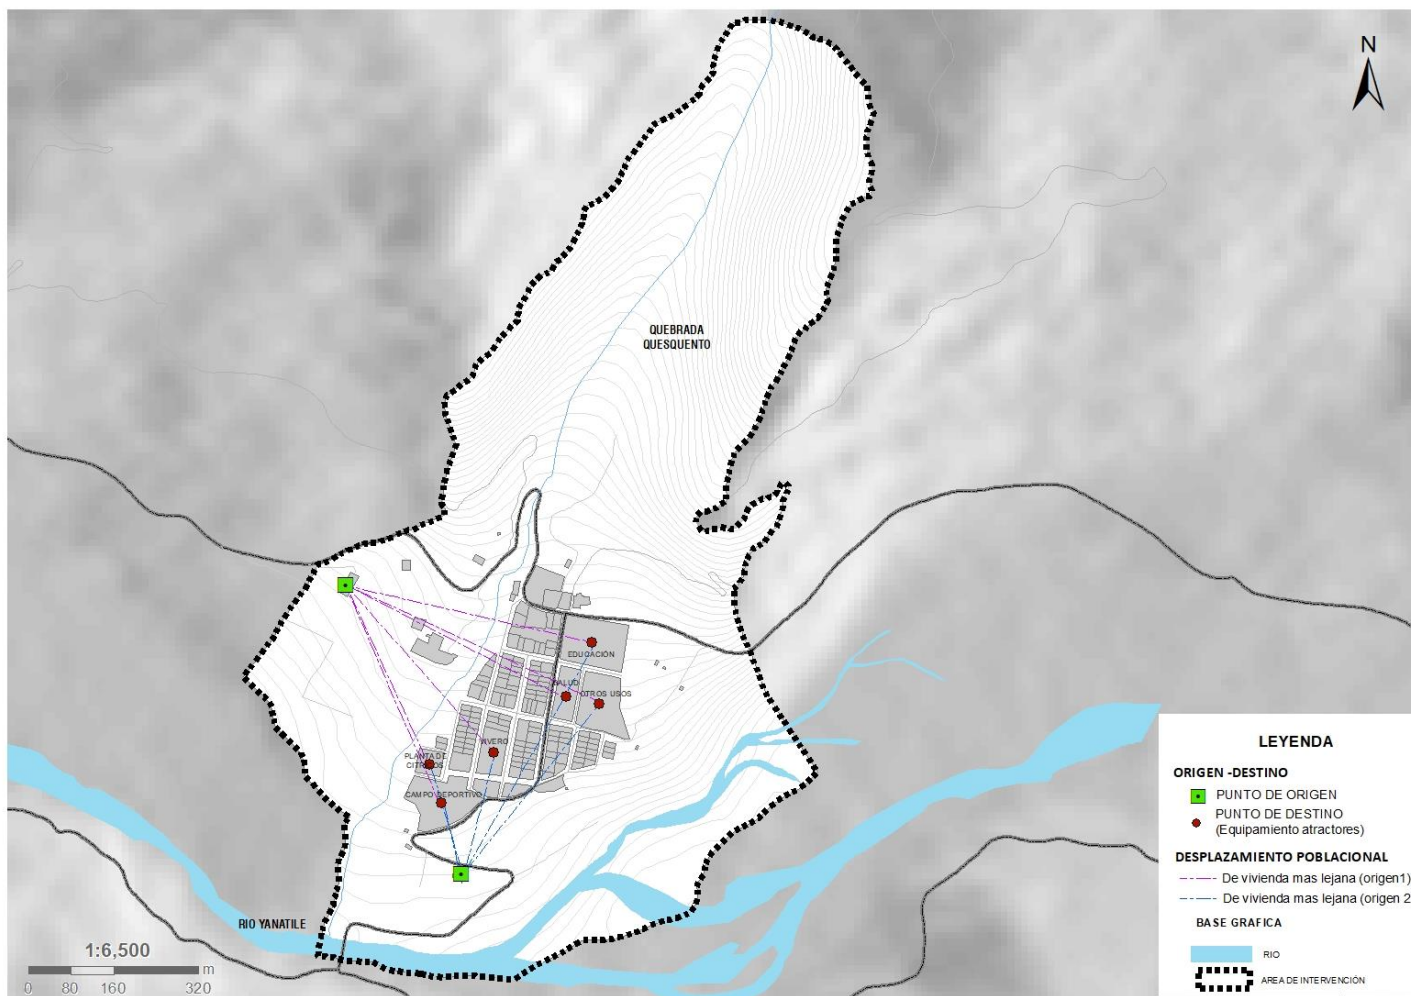 N
QUEBRADA
QUESQUENTO
EDUCACIÓN
SALUD
OTROS USOS
VIVERO
PLANTA DE
CITRICOS
CAMPO DEPORTIVO
RIO YANATILE
1:6,500
m
0 80 160 320
LEYENDA
ORIGEN -DESTINO
PUNTO DE ORIGEN
PUNTO DE DESTINO
(Equipamiento atractores)
DESPLAZAMIENTO POBLACIONAL
De vivienda mas lejana (origen1)
De vivienda mas lejana (origen 2
BASE GRAFICA
RIO
AREA DE INTERVENCIÓN